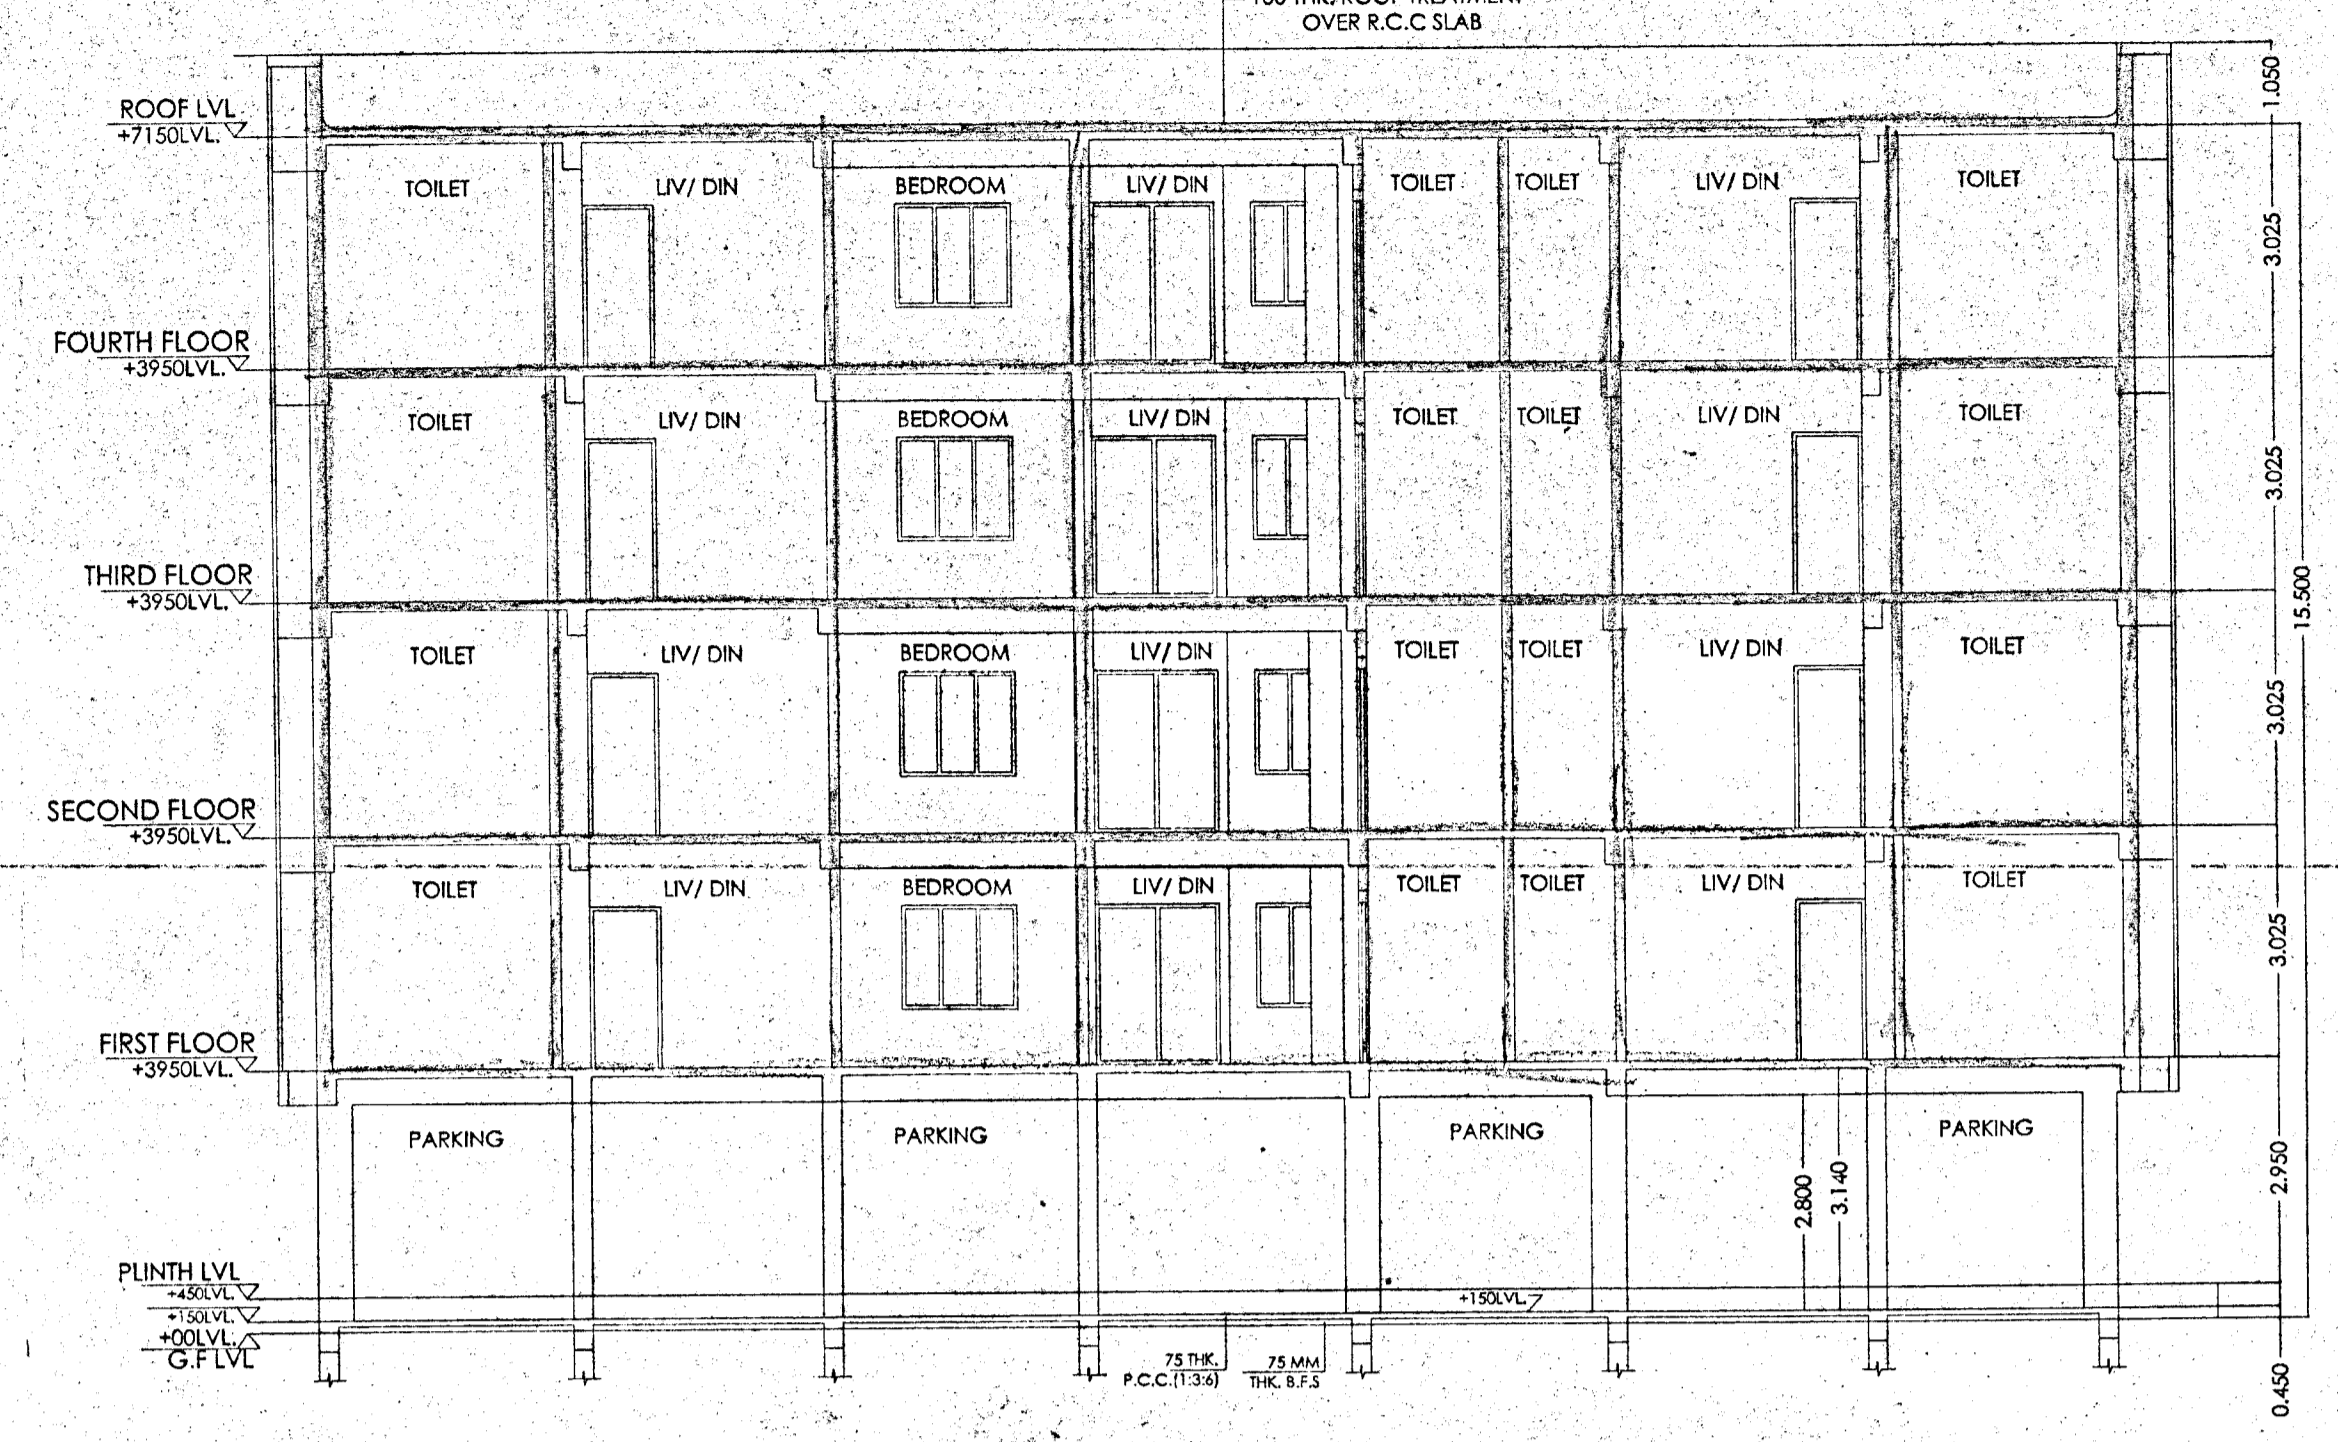 100 THK. ROOF TREATMENT
OVER R.C.C SLAB
1.050
ROOF LVL
+7150LVL.
TOILET LIV/ DIN BEDROOM LIV/ DIN TOILET TOILET LIV/ DIN TOILET
3.025
FOURTH FLOOR
+3950LVL.
TOILET LIV/ DIN BEDROOM LIV/ DIN TOILET TOILET LIV/ DIN TOILET
3.025
THIRD FLOOR
+3950LVL.
15.500
TOILET LIV/ DIN BEDROOM LIV/ DIN TOILET TOILET LIV/ DIN TOILET
3.025
SECOND FLOOR
+3950LVL.
TOILET LIV/ DIN BEDROOM LIV/ DIN TOILET TOILET LIV/ DIN TOILET
3.025
FIRST FLOOR
+3950LVL.
PARKING PARKING PARKING PARKING
2.800
3.140
2.950
PLINTH LVL
+450LVL.
+150LVL.
+150LVL.
+00LVL.
G.F LVL
75 THK.
P.C.C.(1:3:6)
75 MM
THK. B.F.S
0.450